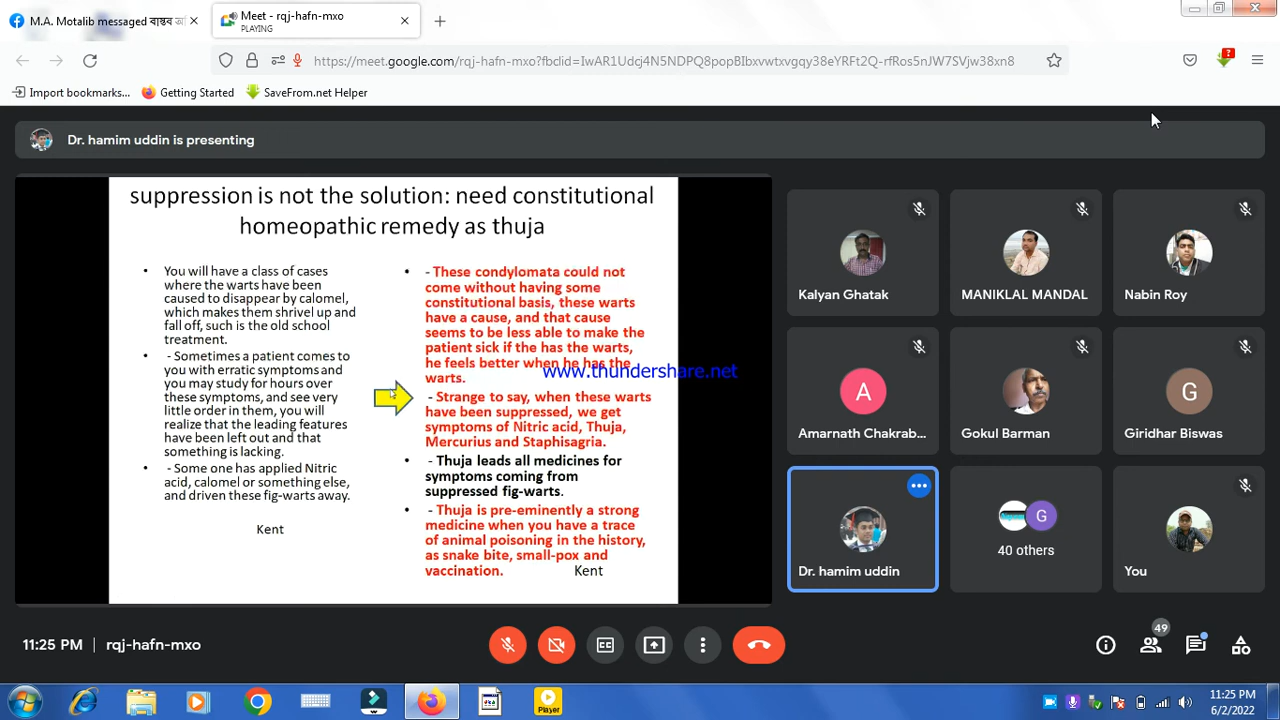 M.A. Motalib messaged বাস্তব
Meet - rqj-hafn-mxo
PLAYING
https://meet.google.com/rqj-hafn-mxo?fbclid=IwAR1Udcj4N5NDPQ8popBIbxvwtxvgqy38eYRFt2Q-rfRos5nJW7SVjw38xn8
Import bookmarks...
Getting Started
SaveFrom.net Helper
Dr. hamim uddin is presenting
suppression is not the solution: need constitutional
homeopathic remedy as thuja
• You will have a class of cases
where the warts have been
caused to disappear by calomel,
which makes them shrivel up and
fall off, such is the old school
treatment.
• - Sometimes a patient comes to
you with erratic symptoms and
you may study for hours over
these symptoms, and see very
little order in them, you will
realize that the leading features
have been left out and that
something is lacking.
• - Some one has applied Nitric
acid, calomel or something else,
and driven these fig-warts away.
Kent
• - These condylomata could not
come without having some
constitutional basis, these warts
have a cause, and that cause
seems to be less able to make the
patient sick if the has the warts,
he feels better when he has the
warts.
www.thundershare.net
• - Strange to say, when these warts
have been suppressed, we get
symptoms of Nitric acid, Thuja,
Mercurius and Staphisagria.
• - Thuja leads all medicines for
symptoms coming from
suppressed fig-warts.
• - Thuja is pre-eminently a strong
medicine when you have a trace
of animal poisoning in the history,
as snake bite, small-pox and
vaccination. Kent
Kalyan Ghatak
MANIKLAL MANDAL
Nabin Roy
A
Amarnath Chakrab...
Gokul Barman
G
Giridhar Biswas
Dr. hamim uddin
G
40 others
You
11:25 PM | rqj-hafn-mxo
49
Player
11:25 PM
6/2/2022